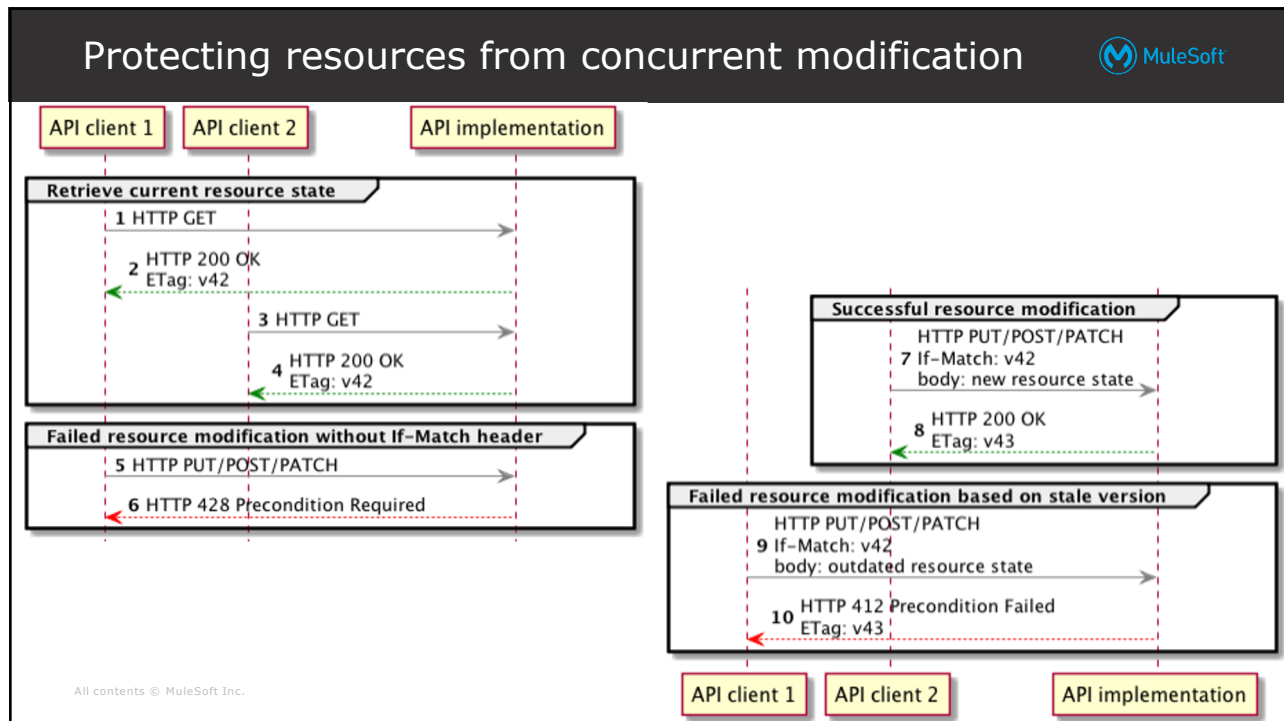 Protecting resources from concurrent modification
MuleSoft
API client 1
API client 2
API implementation
Retrieve current resource state
1 HTTP GET
2 HTTP 200 OK
ETag: v42
3 HTTP GET
4 HTTP 200 OK
ETag: v42
Failed resource modification without If-Match header
5 HTTP PUT/POST/PATCH
6 HTTP 428 Precondition Required
Successful resource modification
HTTP PUT/POST/PATCH
7 If-Match: v42
body: new resource state
8 HTTP 200 OK
ETag: v43
Failed resource modification based on stale version
HTTP PUT/POST/PATCH
9 If-Match: v42
body: outdated resource state
10 HTTP 412 Precondition Failed
ETag: v43
API client 1
API client 2
API implementation
All contents © MuleSoft Inc.